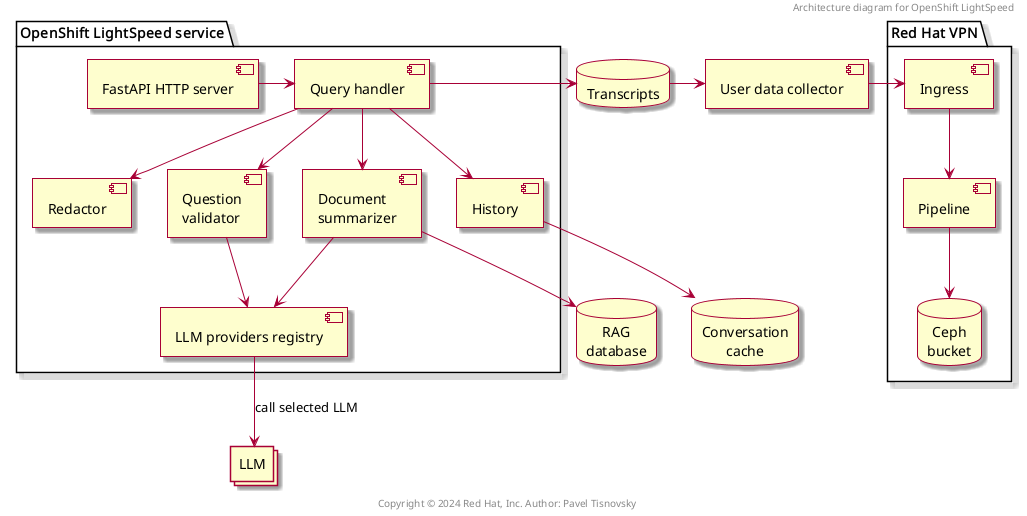 Architecture diagram for OpenShift LightSpeed
OpenShift LightSpeed service
Red Hat VPN
FastAPI HTTP server
Query handler
Transcripts
User data collector
Ingress
Redactor
Question
validator
Document
summarizer
History
Pipeline
LLM providers registry
RAG
database
Conversation
cache
Ceph
bucket
call selected LLM
LLM
Copyright © 2024 Red Hat, Inc. Author: Pavel Tisnovsky